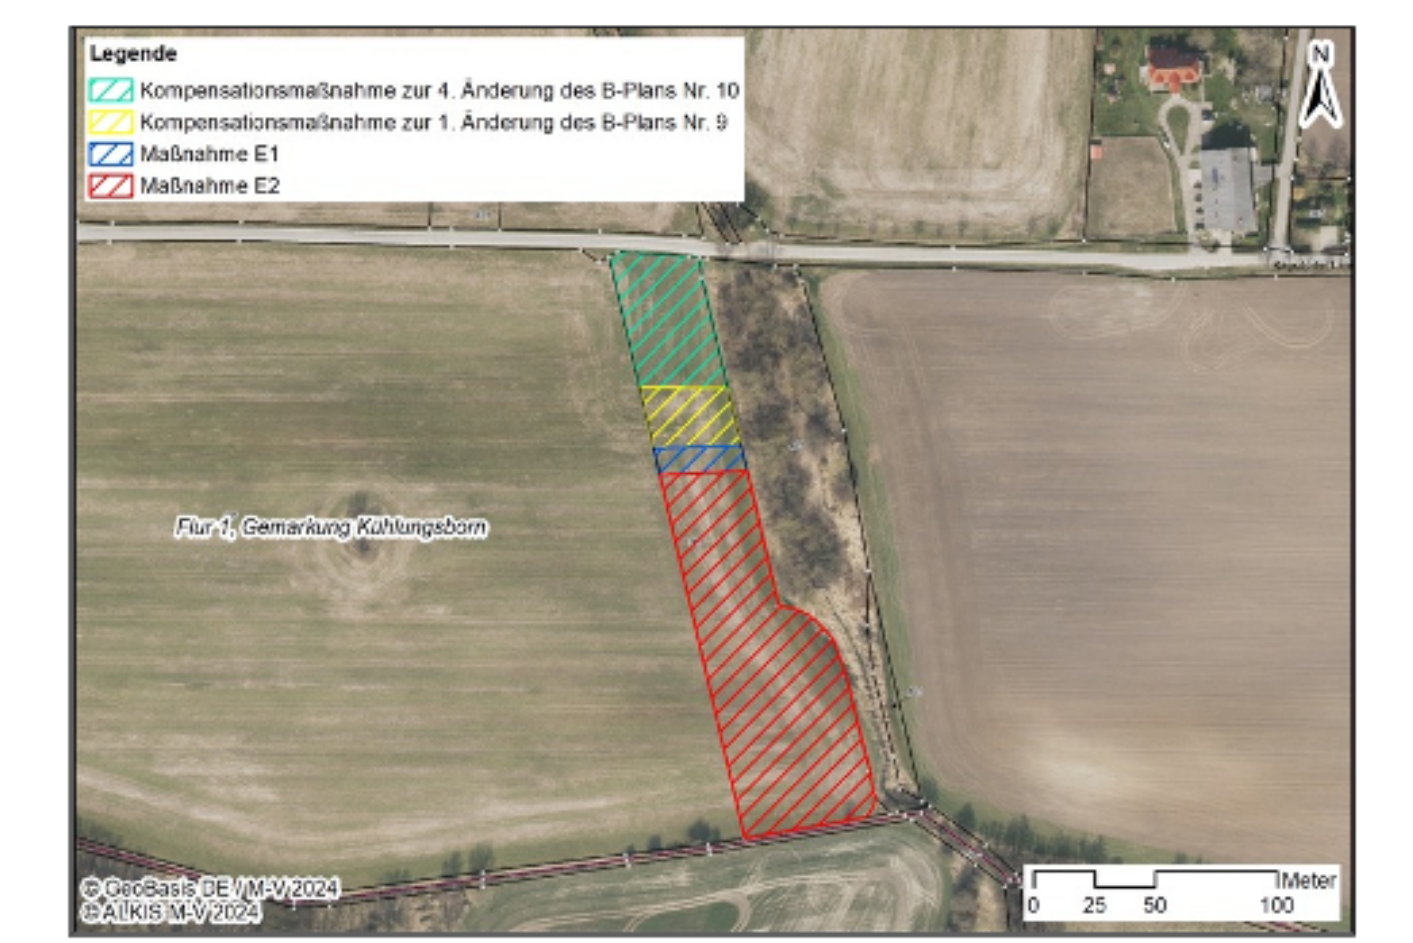 Legende
Kompensationsmaßnahme zur 4. Änderung des B-Plans Nr. 10
Kompensationsmaßnahme zur 1. Änderung des B-Plans Nr. 9
Maßnahme E1
Maßnahme E2
N
Flur 1, Gemarkung Kühlungsborn
© GeoBasis DE / M-V 2024
© ALKIS M-V 2024
Meter
0 25 50 100